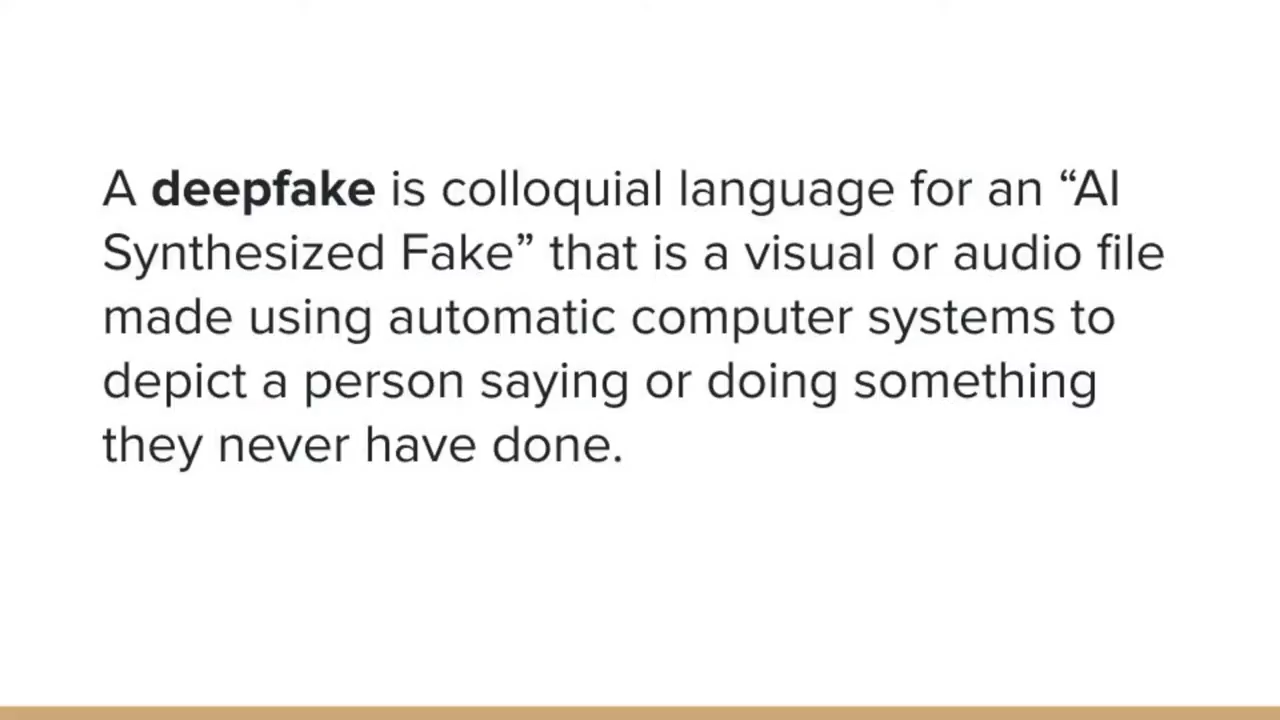 A deepfake is colloquial language for an “AI
Synthesized Fake” that is a visual or audio file
made using automatic computer systems to
depict a person saying or doing something
they never have done.